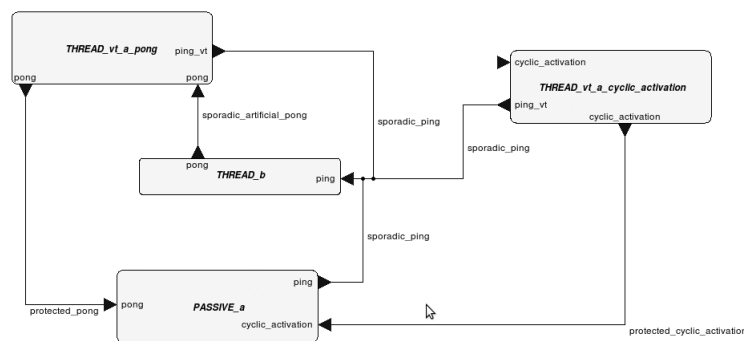 THREAD_vt_a_pong
ping_vt
pong
pong
cyclic_activation
THREAD_vt_a_cyclic_activation
ping_vt
cyclic_activation
sporadic_artificial_pong
sporadic_ping
sporadic_ping
pong
THREAD_b
ping
sporadic_ping
ping
pong
PASSIVE_a
protected_pong
cyclic_activation
protected_cyclic_activation